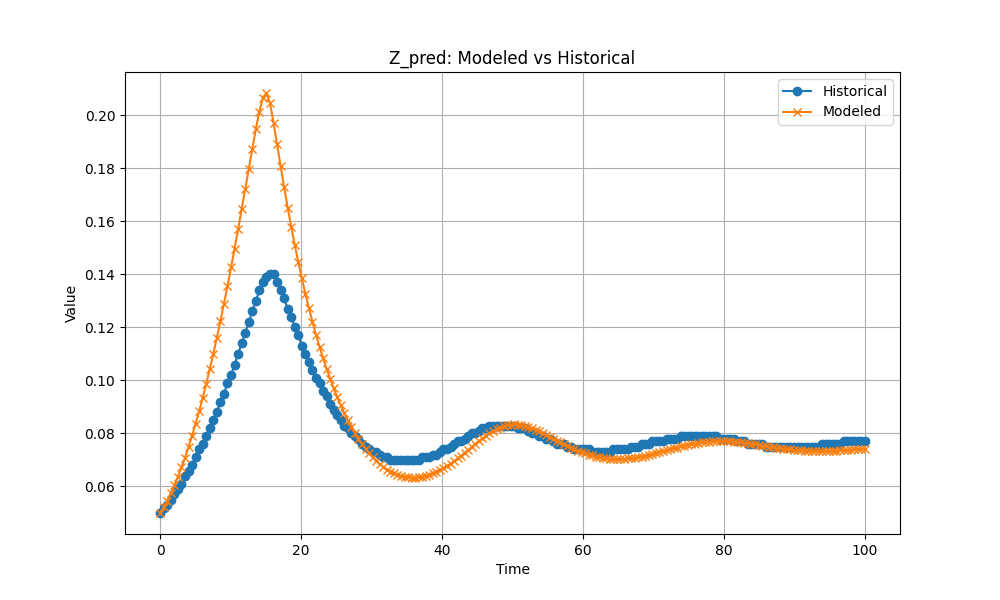 Z_pred: Modeled vs Historical
Historical
Modeled
Value
0.20
0.18
0.16
0.14
0.12
0.10
0.08
0.06
0 20 40 60 80 100
Time